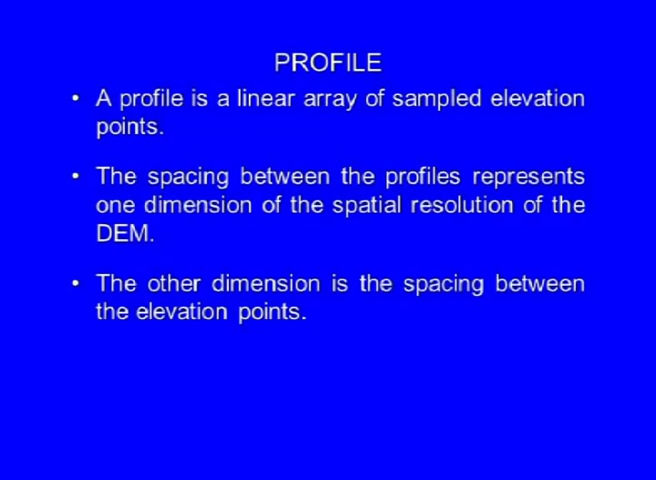 PROFILE
• A profile is a linear array of sampled elevation
points.
• The spacing between the profiles represents
one dimension of the spatial resolution of the
DEM.
• The other dimension is the spacing between
the elevation points.